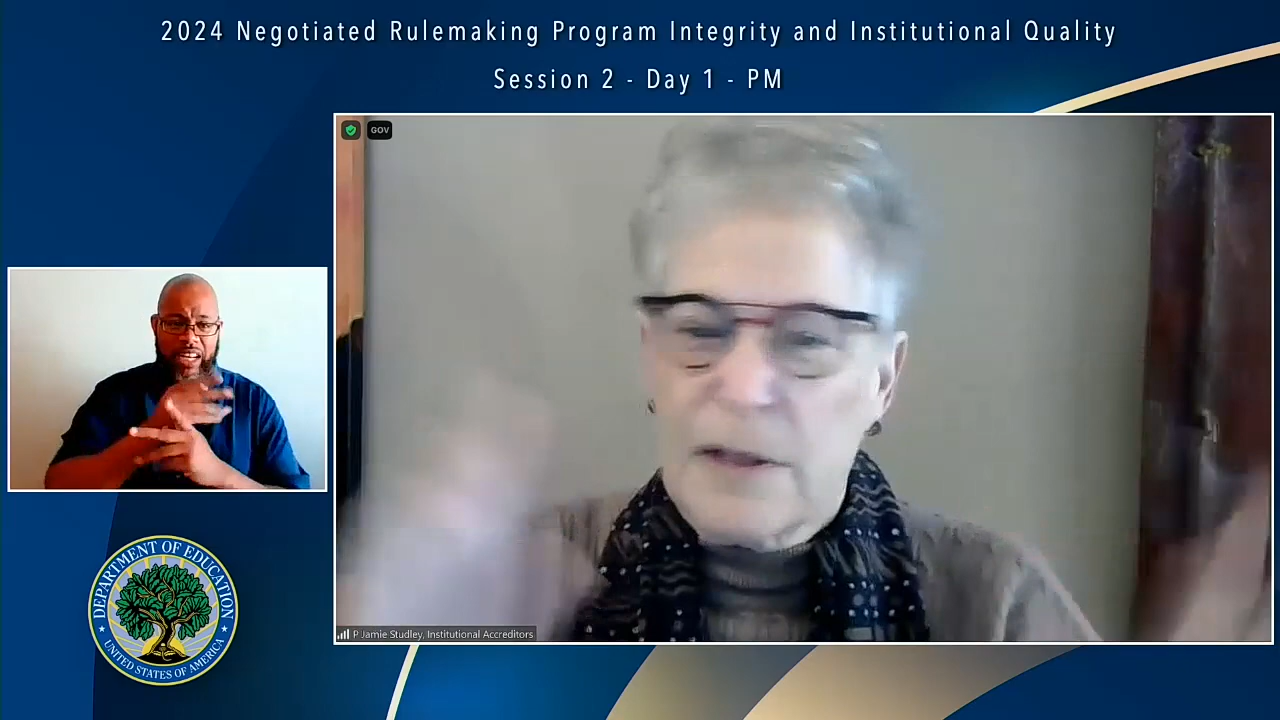 2024 Negotiated Rulemaking Program Integrity and Institutional Quality
Session 2 - Day 1 - PM
GOV
P Jamie Studley, Institutional Accreditors
DEPARTMENT OF EDUCATION
UNITED STATES OF AMERICA